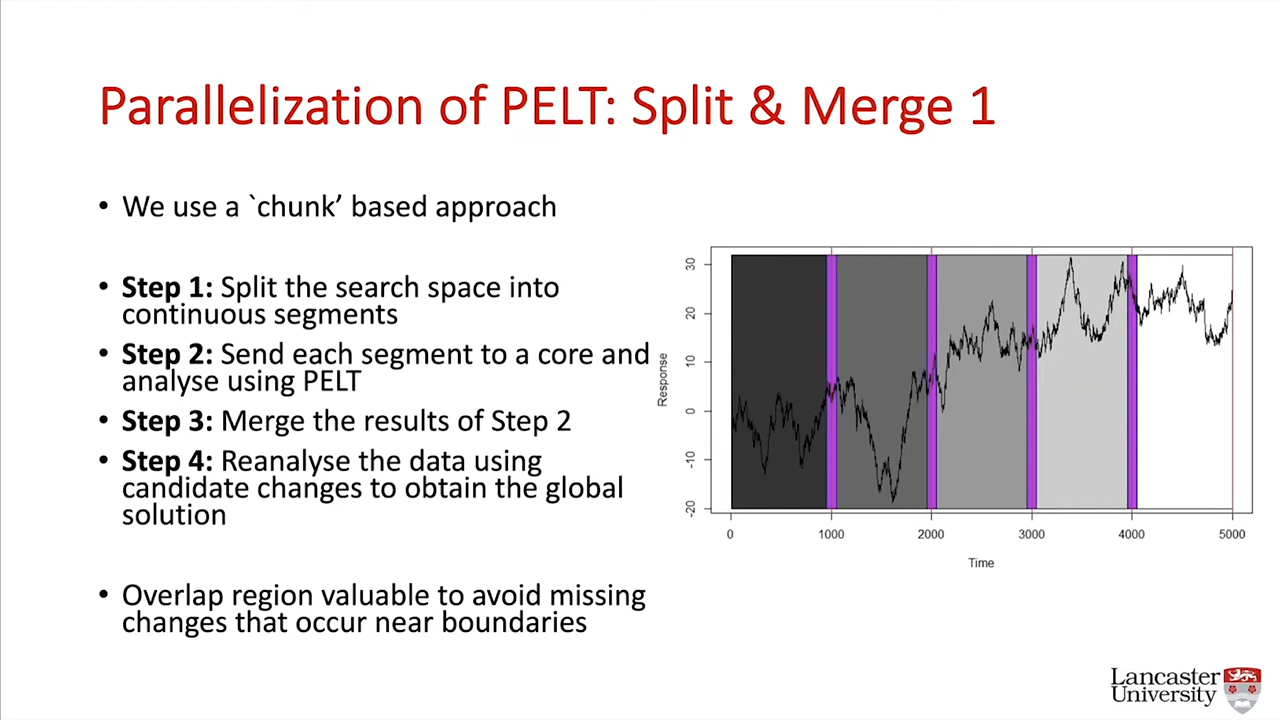 Parallelization of PELT: Split & Merge 1
• We use a `chunk’ based approach
• Step 1: Split the search space into
continuous segments
• Step 2: Send each segment to a core and
analyse using PELT
• Step 3: Merge the results of Step 2
• Step 4: Reanalyse the data using
candidate changes to obtain the global
solution
• Overlap region valuable to avoid missing
changes that occur near boundaries
Response
30
20
10
0
-10
-20
0 1000 2000 3000 4000 5000
Time
Lancaster
University